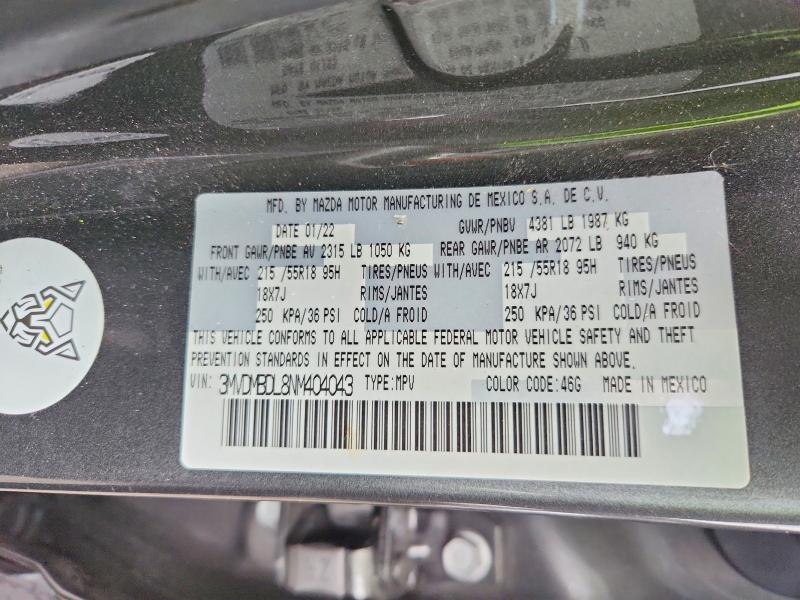 MFD. BY MAZDA MOTOR MANUFACTURING DE MEXICO S.A. DE C.V.
DATE 01/22 GVWR/PNBV 4381 LB 1987 KG
FRONT GAWR/PNBE AV 2315 LB 1050 KG REAR GAWR/PNBE AR 2072 LB 940 KG
WITH/AVEC 215 /55R18 95H TIRES/PNEUS WITH/AVEC 215 /55R18 95H TIRES/PNEUS
18X7J RIMS/JANTES 18X7J RIMS/JANTES
250 KPA/36 PSI COLD/A FROID 250 KPA/36 PSI COLD/A FROID
THIS VEHICLE CONFORMS TO ALL APPLICABLE FEDERAL MOTOR VEHICLE SAFETY AND THEFT
PREVENTION STANDARDS IN EFFECT ON THE DATE OF MANUFACTURE SHOWN ABOVE.
VIN: 3MVDMBDL8NM404043 TYPE: MPV COLOR CODE: 46G MADE IN MEXICO